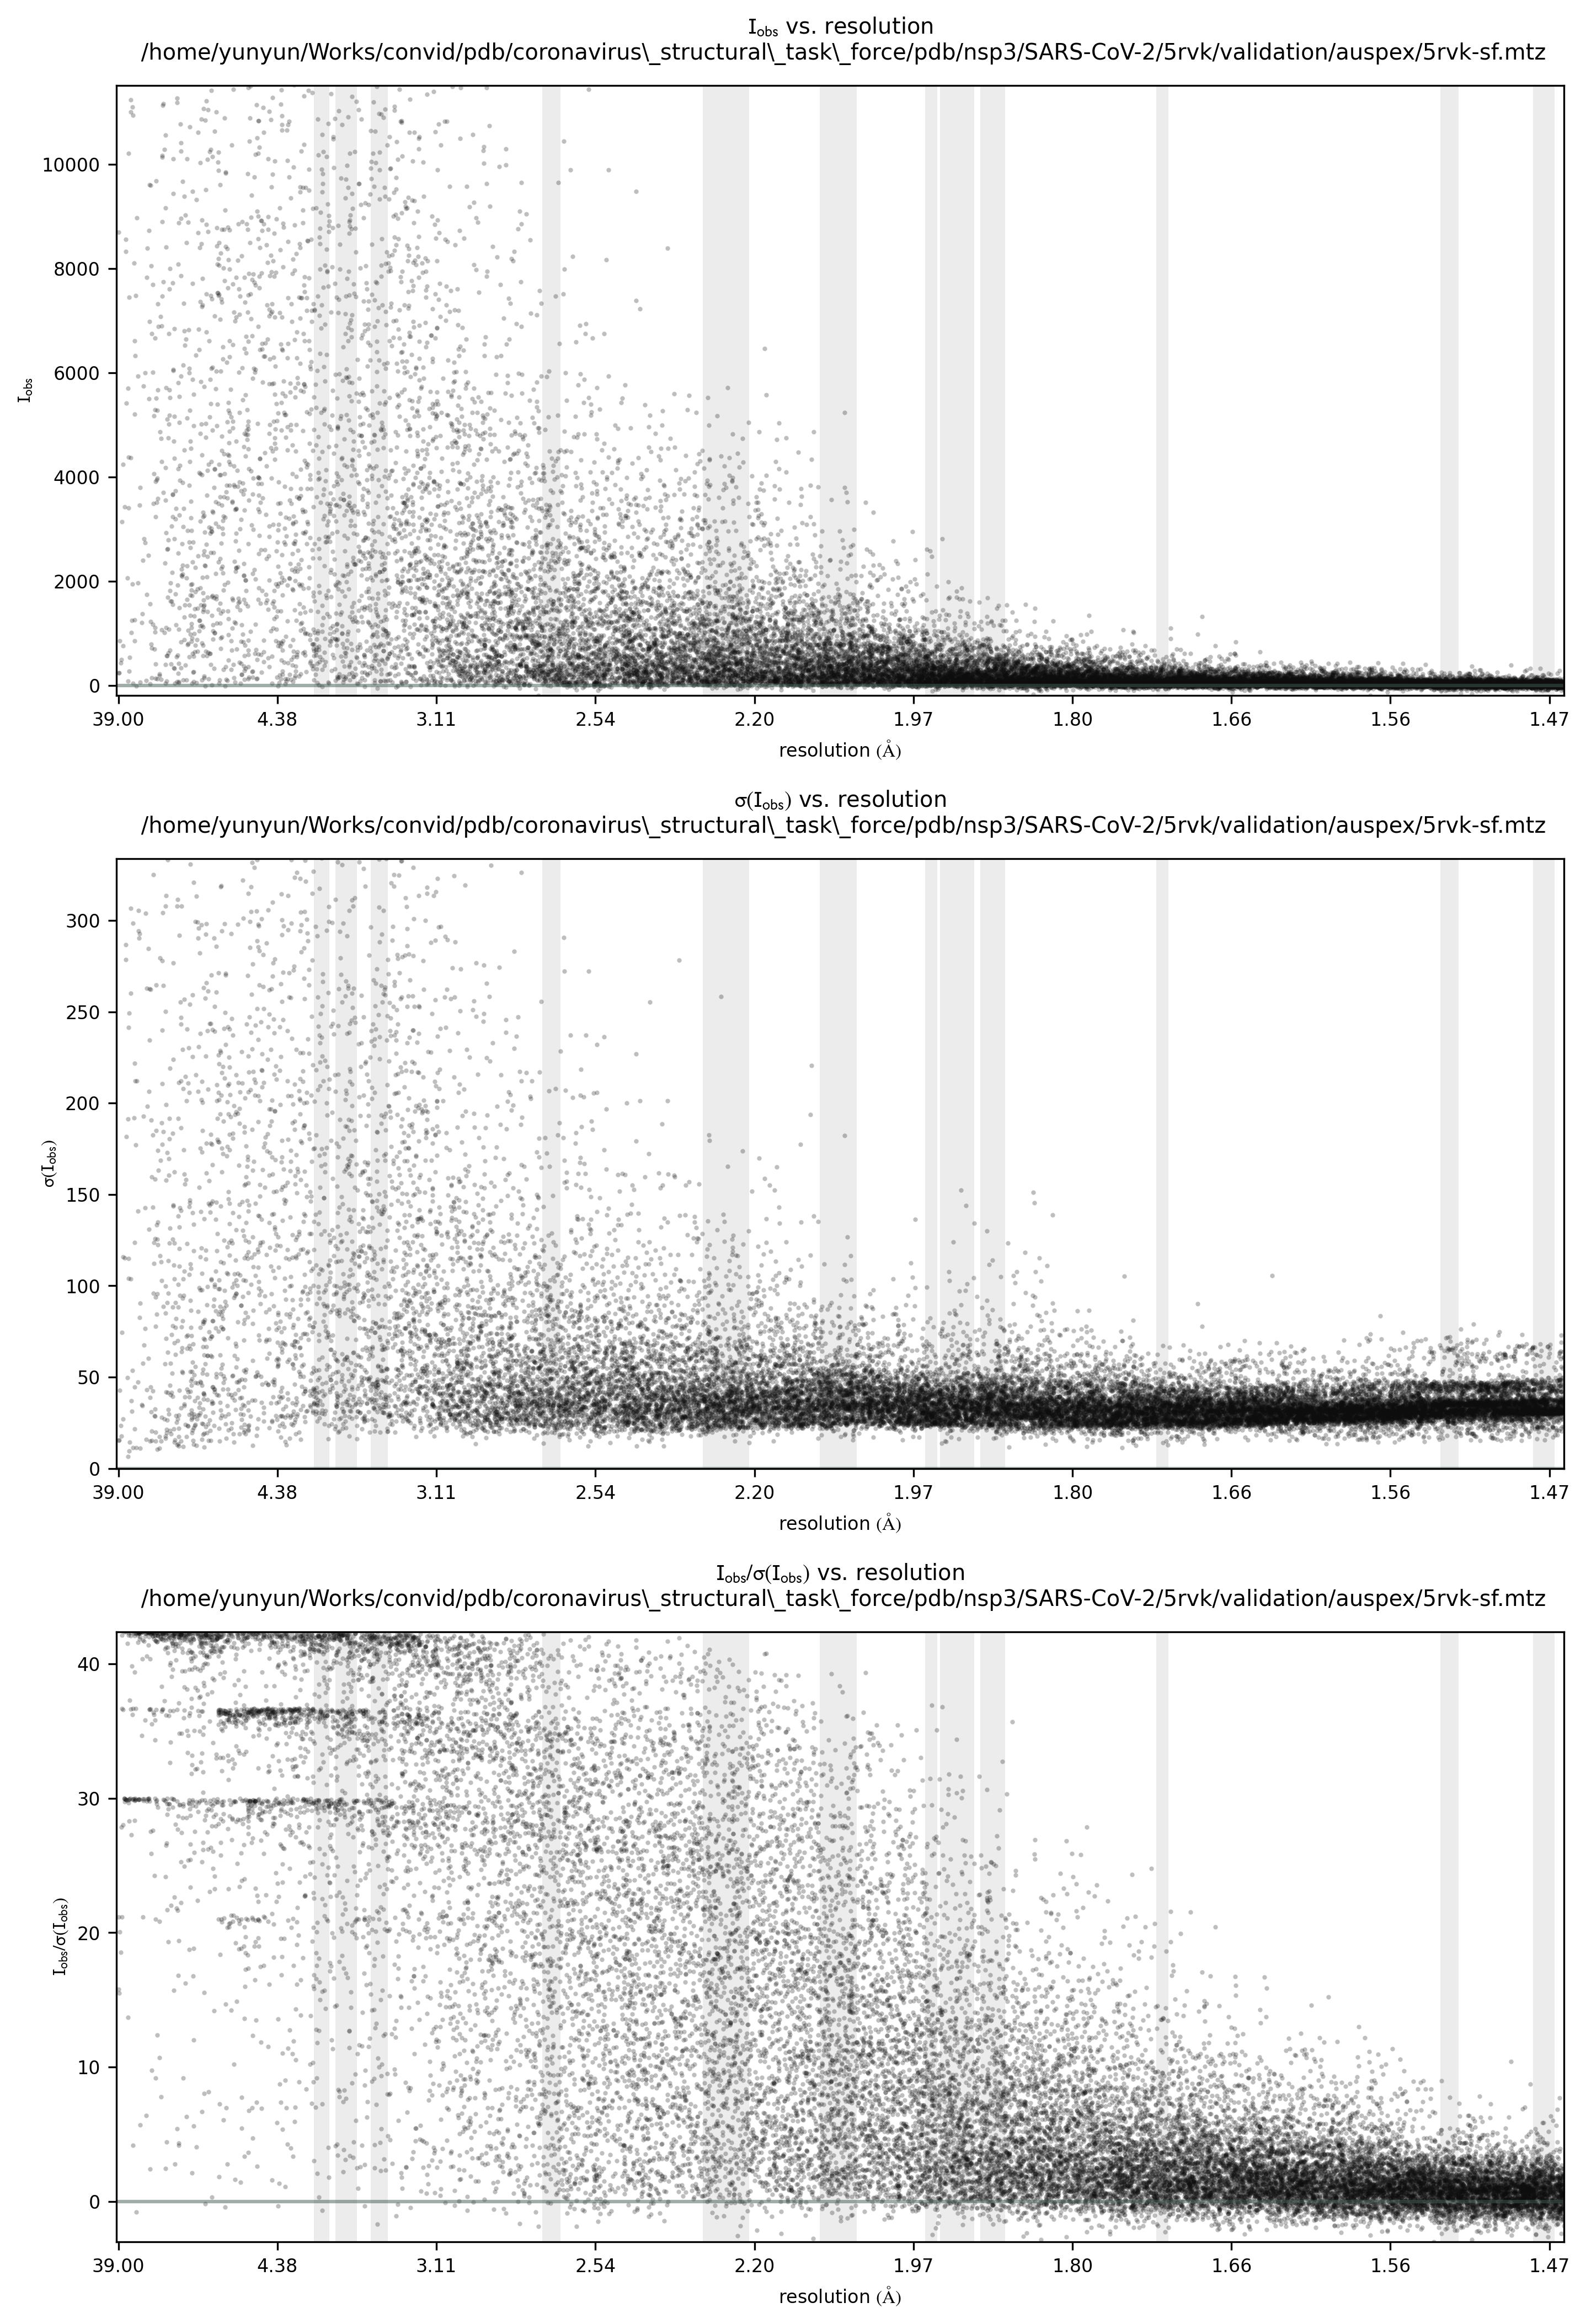 I_obs vs. resolution
/home/yunyun/Works/convid/pdb/coronavirus\_structural\_task\_force/pdb/nsp3/SARS-CoV-2/5rvk/validation/auspex/5rvk-sf.mtz
I_obs
10000
8000
6000
4000
2000
0
39.00 4.38 3.11 2.54 2.20 1.97 1.80 1.66 1.56 1.47
resolution (Å)
σ(I_obs) vs. resolution
/home/yunyun/Works/convid/pdb/coronavirus\_structural\_task\_force/pdb/nsp3/SARS-CoV-2/5rvk/validation/auspex/5rvk-sf.mtz
σ(I_obs)
300
250
200
150
100
50
0
39.00 4.38 3.11 2.54 2.20 1.97 1.80 1.66 1.56 1.47
resolution (Å)
I_obs/σ(I_obs) vs. resolution
/home/yunyun/Works/convid/pdb/coronavirus\_structural\_task\_force/pdb/nsp3/SARS-CoV-2/5rvk/validation/auspex/5rvk-sf.mtz
I_obs/σ(I_obs)
40
30
20
10
0
39.00 4.38 3.11 2.54 2.20 1.97 1.80 1.66 1.56 1.47
resolution (Å)